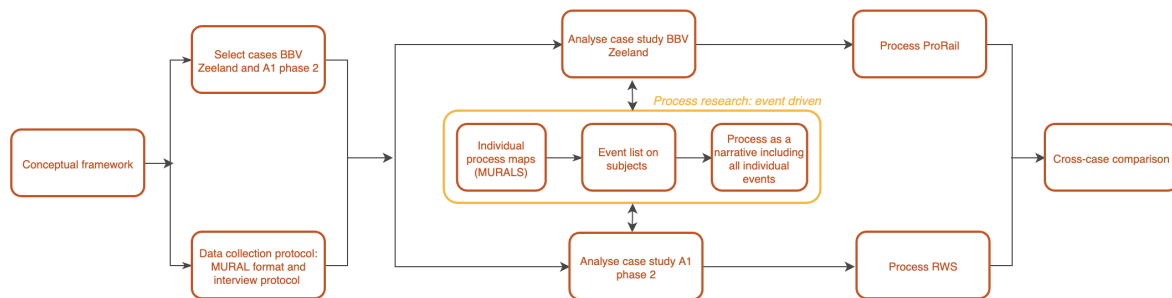 Conceptual framework
Select cases BBV
Zeeland and A1 phase 2
Data collection protocol:
MURAL format and
interview protocol
Analyse case study BBV
Zeeland
Process research: event driven
Individual
process maps
(MURALS)
Event list on
subjects
Process as a
narrative including
all individual
events
Analyse case study A1
phase 2
Process ProRail
Process RWS
Cross-case comparison